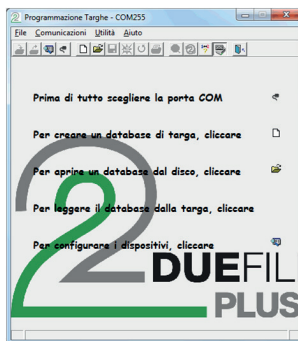 Programmazione Targhe - COM255
File Comunicazioni Utilità Aiuto
Prima di tutto scegliere la porta COM
Per creare un database di targa, cliccare
Per aprire un database dal disco, cliccare
Per leggere il database dalla targa, cliccare
Per configurare i dispositivi, cliccare
2
DUEFIL
PLUS